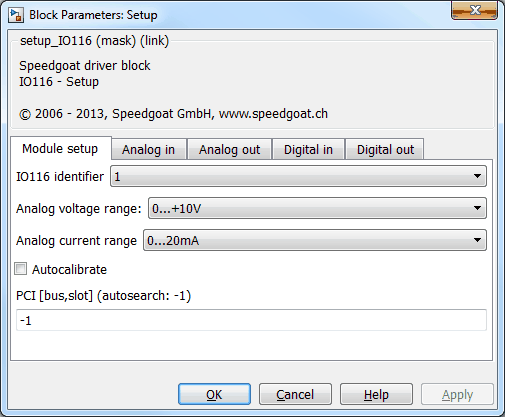 Block Parameters: Setup
setup_IO116 (mask) (link)
Speedgoat driver block
IO116 - Setup
© 2006 - 2013, Speedgoat GmbH, www.speedgoat.ch
Module setup Analog in Analog out Digital in Digital out
IO116 identifier 1
Analog voltage range: 0...+10V
Analog current range 0...20mA
Autocalibrate
PCI [bus,slot] (autosearch: -1)
-1
OK Cancel Help Apply